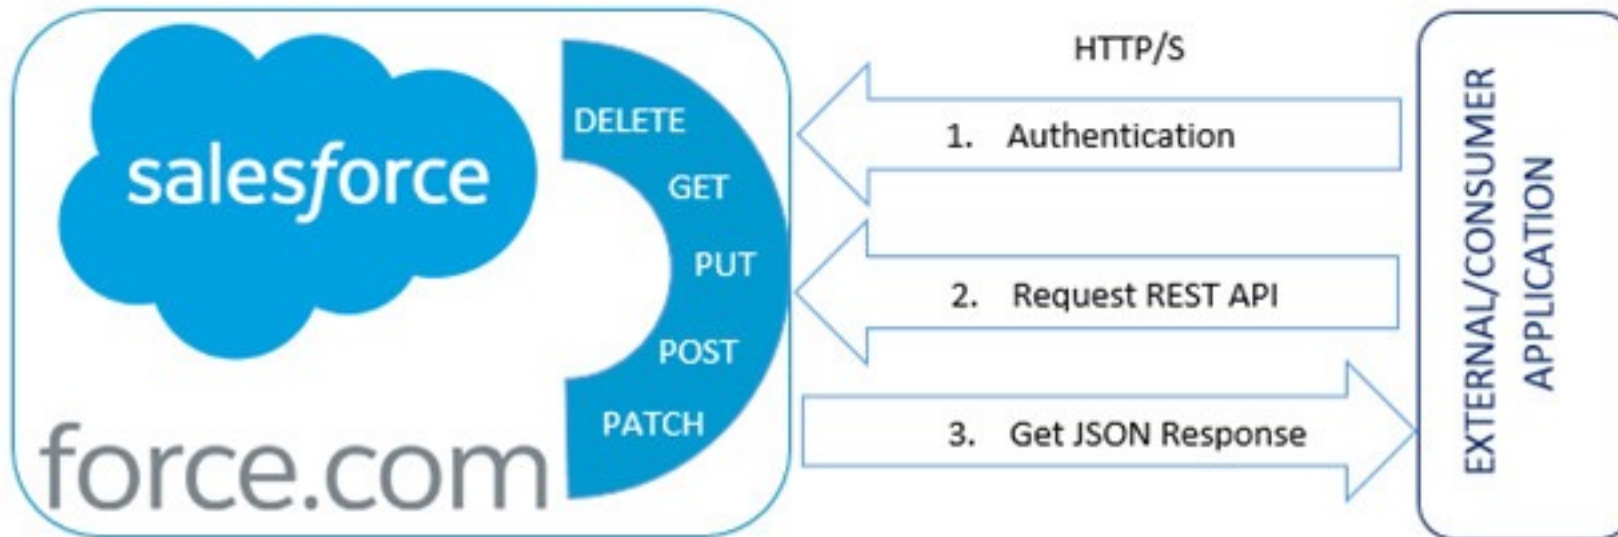 salesforce
force.com
DELETE
GET
PUT
POST
PATCH
HTTP/S
1. Authentication
2. Request REST API
3. Get JSON Response
EXTERNAL/CONSUMER
APPLICATION